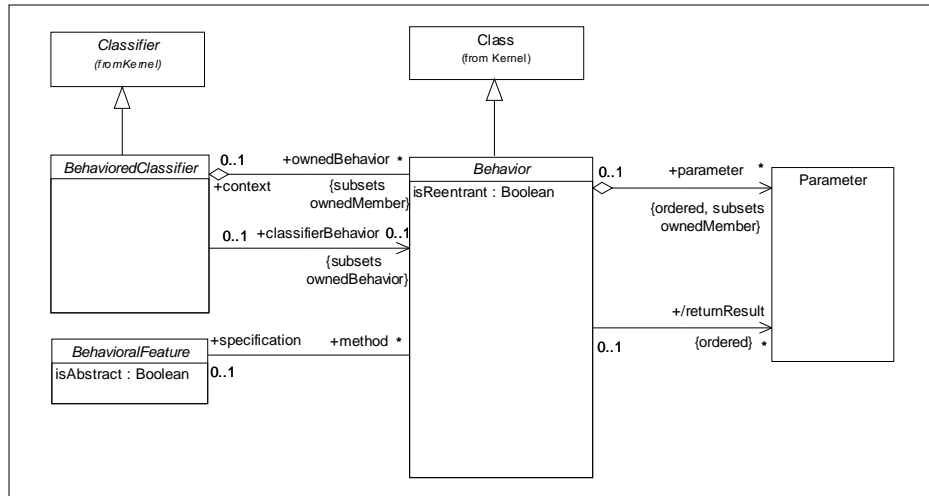 Classifier
(fromKernel)
Class
(from Kernel)
BehavioredClassifier
0..1
+ownedBehavior
*
+context
{subsets
ownedMember}
0..1
+classifierBehavior
0..1
{subsets
ownedBehavior}
Behavior
isReentrant : Boolean
0..1
+parameter
*
{ordered, subsets
ownedMember}
Parameter
+/returnResult
0..1
{ordered}
*
BehavioralFeature
isAbstract : Boolean
+specification
0..1
+method
*